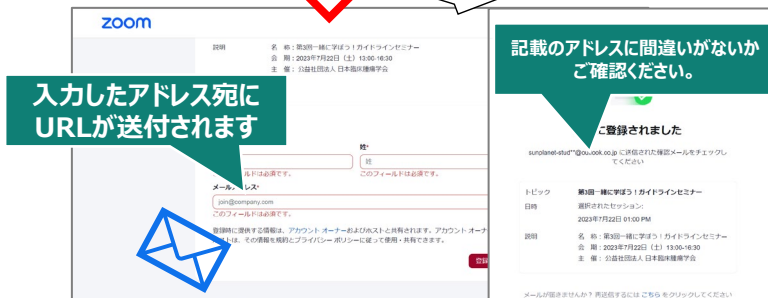 zoom
説明
名 称：第3回一緒に学ぼう！ガイドラインセミナー
会 期：2023年7月22日（土）13:00-16:30
主 催：公益社団法人 日本臨床腫瘍学会
入力したアドレス宛に
URLが送付されます
姓*
姓
フィールドは必須です。
このフィールドは必須です。
メールアドレス*
join@company.com
このフィールドは必須です。
登録時に提供する情報は、アカウント オーナーおよびホストと共有されます。アカウント オーナ
ストは、その情報を規約とプライバシー ポリシーに従って使用・共有できます。
登録
記載のアドレスに間違いがないか
ご確認ください。
に登録されました
sunplanet-stud**@outlook.co.jp に送信された確認メールをチェックし
てください
トピック
第3回一緒に学ぼう！ガイドラインセミナー
日時
選択されたセッション:
2023年7月22日 01:00 PM
説明
名 称：第3回一緒に学ぼう！ガイドラインセミナー
会 期：2023年7月22日（土）13:00-16:30
主 催：公益社団法人 日本臨床腫瘍学会
メールが届きませんか？ 再送信するには こちら をクリックしてください